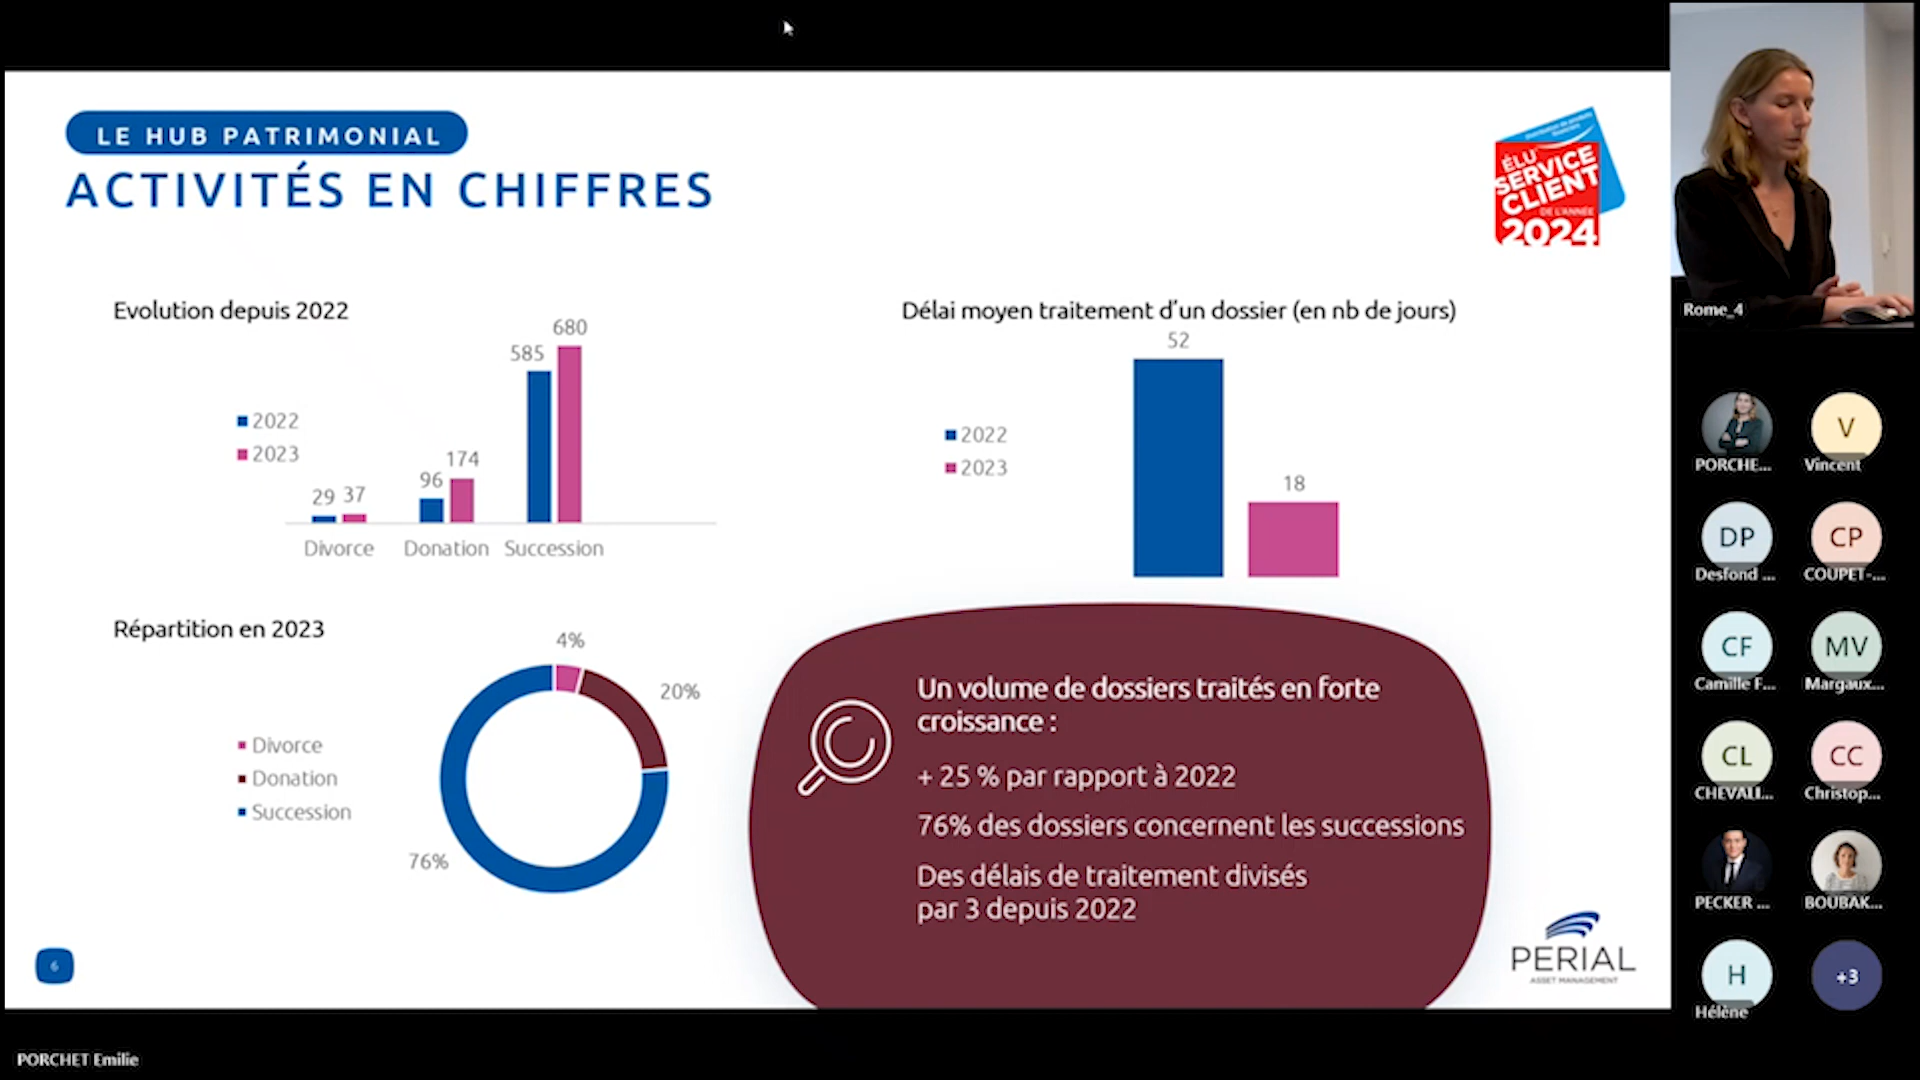 LE HUB PATRIMONIAL
ACTIVITÉS EN CHIFFRES
ÉLU
SERVICE
CLIENT
DE L'ANNÉE
2024
Evolution depuis 2022
2022
2023
29 37
96 174
585 680
Divorce Donation Succession
Délai moyen traitement d'un dossier (en nb de jours)
2022
2023
52
18
Répartition en 2023
Divorce
Donation
Succession
4%
20%
76%
Un volume de dossiers traités en forte
croissance :
+ 25 % par rapport à 2022
76% des dossiers concernent les successions
Des délais de traitement divisés
par 3 depuis 2022
6
PERIAL
ASSET MANAGEMENT
Rome_4
PORCHE...
V
Vincent
DP
Desfond ...
CP
COUPET-...
CF
Camille F...
MV
Margaux...
CL
CHEVALI...
CC
Christop...
PECKER ...
BOUBAK...
H
Hélène
+3
PORCHET Emilie